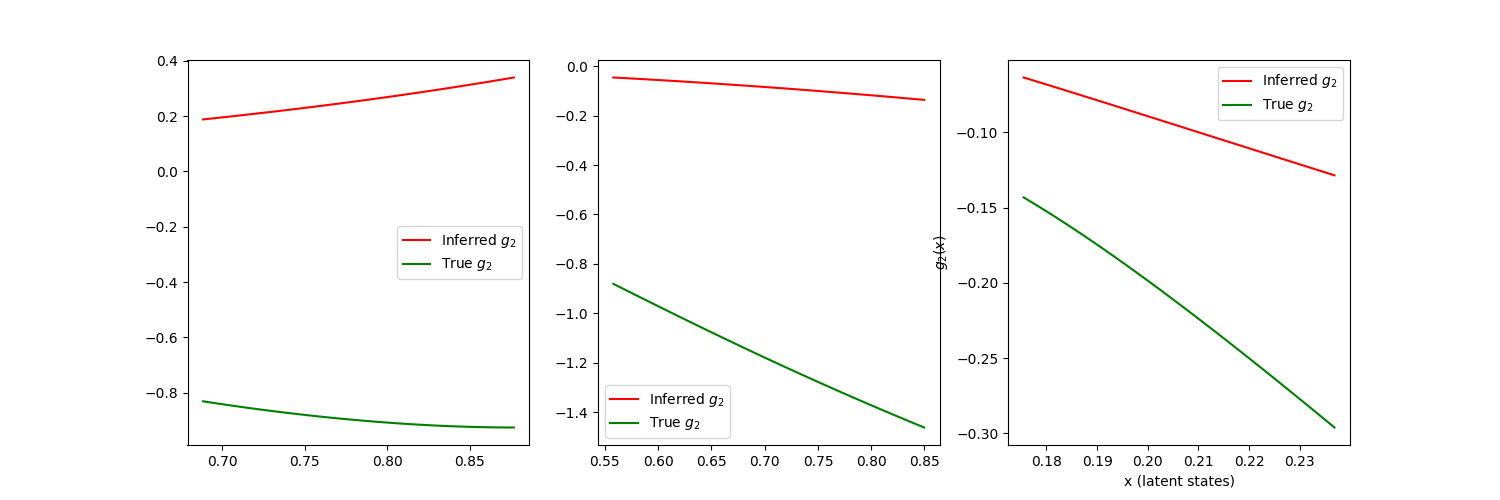 0.4
0.2
0.0
−0.2
−0.4
−0.6
−0.8
0.70 0.75 0.80 0.85
Inferred g₂
True g₂
0.0
−0.2
−0.4
−0.6
−0.8
−1.0
−1.2
−1.4
0.55 0.60 0.65 0.70 0.75 0.80 0.85
Inferred g₂
True g₂
g₂(x)
−0.10
−0.15
−0.20
−0.25
−0.30
0.18 0.19 0.20 0.21 0.22 0.23
x (latent states)
Inferred g₂
True g₂